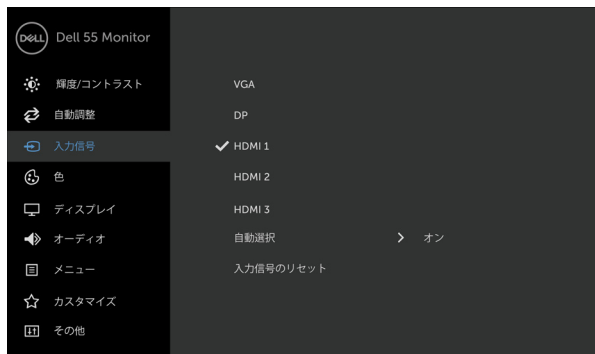 DELL Dell 55 Monitor
輝度/コントラスト
自動調整
入力信号
色
ディスプレイ
オーディオ
メニュー
カスタマイズ
その他
VGA
DP
HDMI 1
HDMI 2
HDMI 3
自動選択 オン
入力信号のリセット